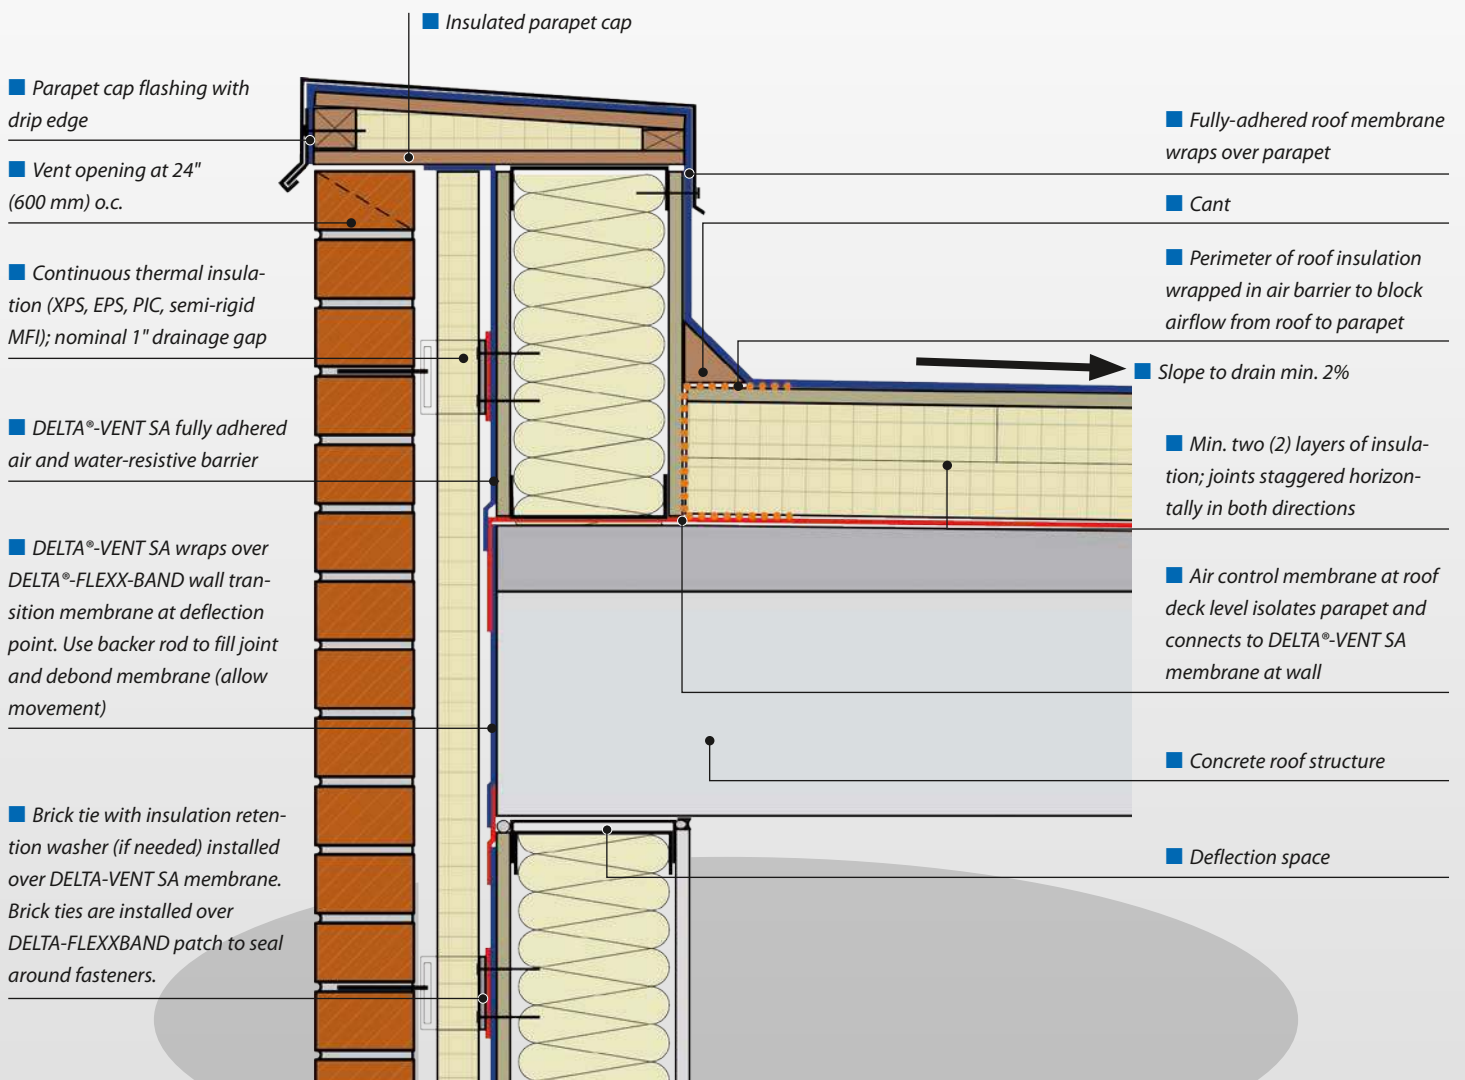 Insulated parapet cap
Parapet cap flashing with
drip edge
Vent opening at 24"
(600 mm) o.c.
Continuous thermal insula-
tion (XPS, EPS, PIC, semi-rigid
MFI); nominal 1" drainage gap
DELTA®-VENT SA fully adhered
air and water-resistive barrier
DELTA®-VENT SA wraps over
DELTA®-FLEXX-BAND wall tran-
sition membrane at deflection
point. Use backer rod to fill joint
and debond membrane (allow
movement)
Brick tie with insulation reten-
tion washer (if needed) installed
over DELTA-VENT SA membrane.
Brick ties are installed over
DELTA-FLEXXBAND patch to seal
around fasteners.
Fully-adhered roof membrane
wraps over parapet
Cant
Perimeter of roof insulation
wrapped in air barrier to block
airflow from roof to parapet
Slope to drain min. 2%
Min. two (2) layers of insula-
tion; joints staggered horizon-
tally in both directions
Air control membrane at roof
deck level isolates parapet and
connects to DELTA®-VENT SA
membrane at wall
Concrete roof structure
Deflection space